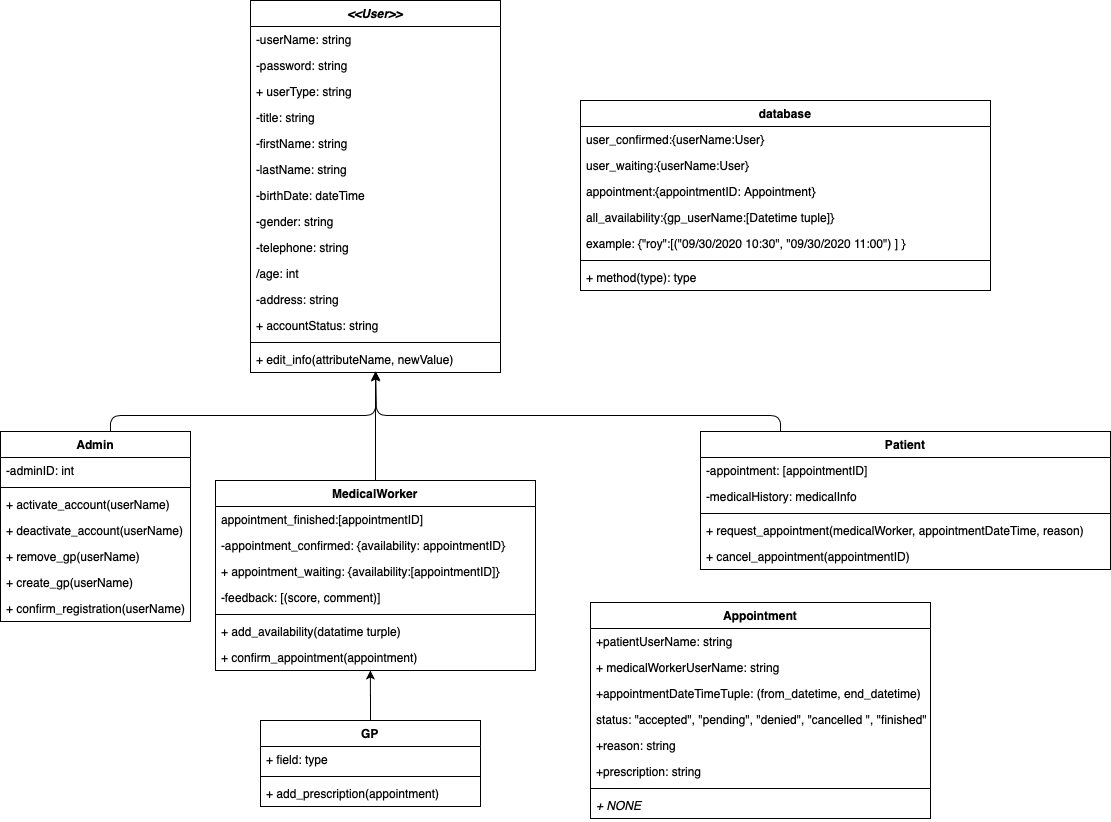 <<User>>
-userName: string
-password: string
+ userType: string
-title: string
-firstName: string
-lastName: string
-birthDate: dateTime
-gender: string
-telephone: string
/age: int
-address: string
+ accountStatus: string
+ edit_info(attributeName, newValue)
database
user_confirmed:{userName:User}
user_waiting:{userName:User}
appointment:{appointmentID: Appointment}
all_availability:{gp_userName:[Datetime tuple]}
example: {"roy":[("09/30/2020 10:30", "09/30/2020 11:00") ] }
+ method(type): type
Admin
-adminID: int
+ activate_account(userName)
+ deactivate_account(userName)
+ remove_gp(userName)
+ create_gp(userName)
+ confirm_registration(userName)
MedicalWorker
appointment_finished:[appointmentID]
-appointment_confirmed: {availability: appointmentID}
+ appointment_waiting: {availability:[appointmentID]}
-feedback: [(score, comment)]
+ add_availability(datatime turple)
+ confirm_appointment(appointment)
Patient
-appointment: [appointmentID]
-medicalHistory: medicalInfo
+ request_appointment(medicalWorker, appointmentDateTime, reason)
+ cancel_appointment(appointmentID)
GP
+ field: type
+ add_prescription(appointment)
Appointment
+patientUserName: string
+ medicalWorkerUserName: string
+appointmentDateTimeTuple: (from_datetime, end_datetime)
status: "accepted", "pending", "denied", "cancelled ", "finished"
+reason: string
+prescription: string
+ NONE